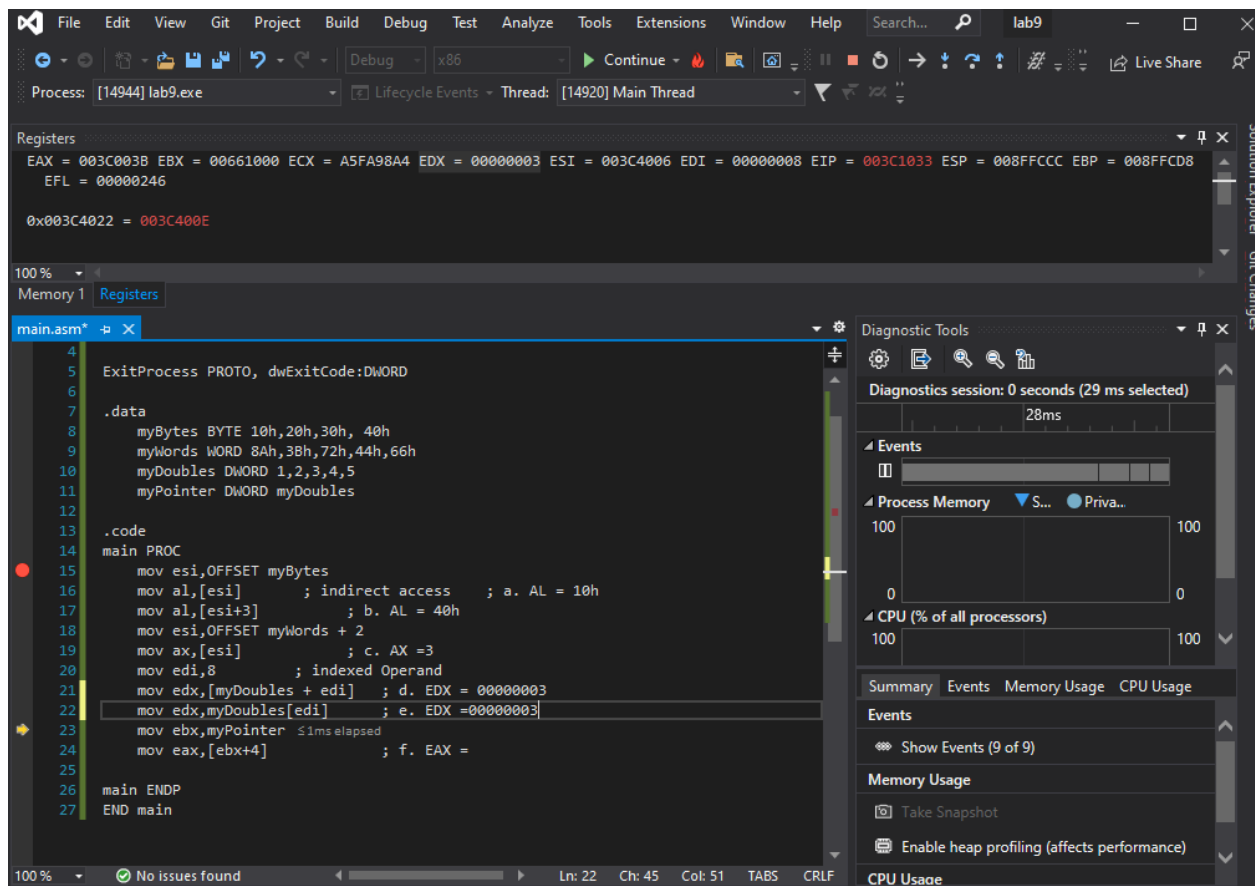 File Edit View Git Project Build Debug Test Analyze Tools Extensions Window Help Search... lab9
Debug x86 Continue Live Share
Process: [14944] lab9.exe Lifecycle Events Thread: [14920] Main Thread
Registers
EAX = 003C003B EBX = 00661000 ECX = A5FA98A4 EDX = 00000003 ESI = 003C4006 EDI = 00000008 EIP = 003C1033 ESP = 008FFCCC EBP = 008FFCD8
EFL = 00000246
0x003C4022 = 003C400E
100 %
Memory 1 Registers
main.asm*
4
5 ExitProcess PROTO, dwExitCode:DWORD
6
7 .data
8 myBytes BYTE 10h,20h,30h, 40h
9 myWords WORD 8Ah,3Bh,72h,44h,66h
10 myDoubles DWORD 1,2,3,4,5
11 myPointer DWORD myDoubles
12
13 .code
14 main PROC
15 mov esi,OFFSET myBytes
16 mov al,[esi] ; indirect access ; a. AL = 10h
17 mov al,[esi+3] ; b. AL = 40h
18 mov esi,OFFSET myWords + 2
19 mov ax,[esi] ; c. AX =3
20 mov edi,8 ; indexed Operand
21 mov edx,[myDoubles + edi] ; d. EDX = 00000003
22 mov edx,myDoubles[edi] ; e. EDX =00000003
23 mov ebx,myPointer ≤1ms elapsed
24 mov eax,[ebx+4] ; f. EAX =
25
26 main ENDP
27 END main
100 % No issues found Ln: 22 Ch: 45 Col: 51 TABS CRLF
Diagnostic Tools
Diagnostics session: 0 seconds (29 ms selected)
28ms
Events
Process Memory S... Priva...
100 100
0 0
CPU (% of all processors)
100 100
Summary Events Memory Usage CPU Usage
Events
Show Events (9 of 9)
Memory Usage
Take Snapshot
Enable heap profiling (affects performance)
CPU Usage
Git Changes